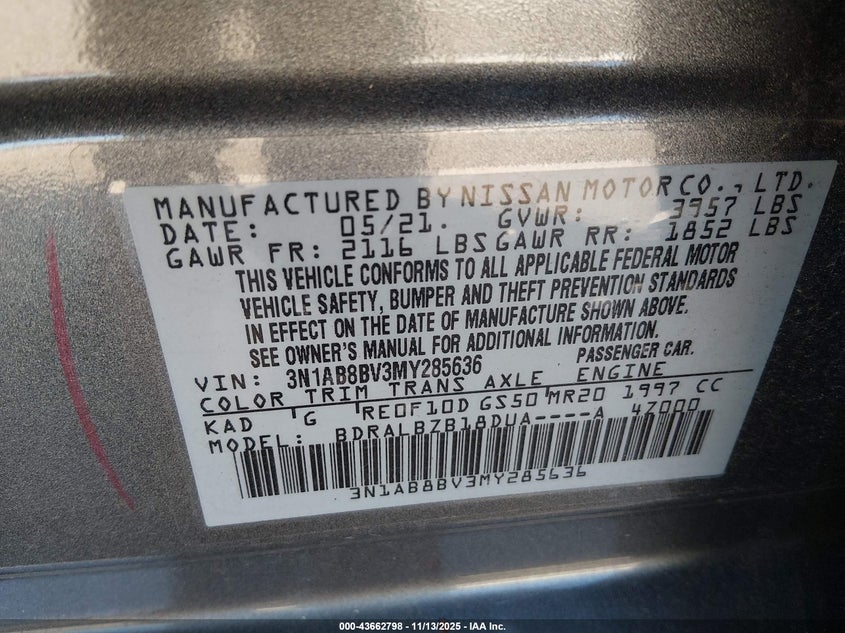 MANUFACTURED BY NISSAN MOTOR CO., LTD.
DATE: 05/21. GVWR: 3957 LBS
GAWR FR: 2116 LBS GAWR RR: 1852 LBS
THIS VEHICLE CONFORMS TO ALL APPLICABLE FEDERAL MOTOR
VEHICLE SAFETY, BUMPER AND THEFT PREVENTION STANDARDS
IN EFFECT ON THE DATE OF MANUFACTURE SHOWN ABOVE.
SEE OWNER'S MANUAL FOR ADDITIONAL INFORMATION.
VIN: 3N1AB8BV3MY285636 PASSENGER CAR.
COLOR TRIM TRANS AXLE ENGINE
KAD G RE0F10D GS50 MR20 1997 CC
MODEL: BDRALBZB18DUA----A 4Z000
3N1AB8BV3MY285636
000-43662798 - 11/13/2025 - IAA Inc.